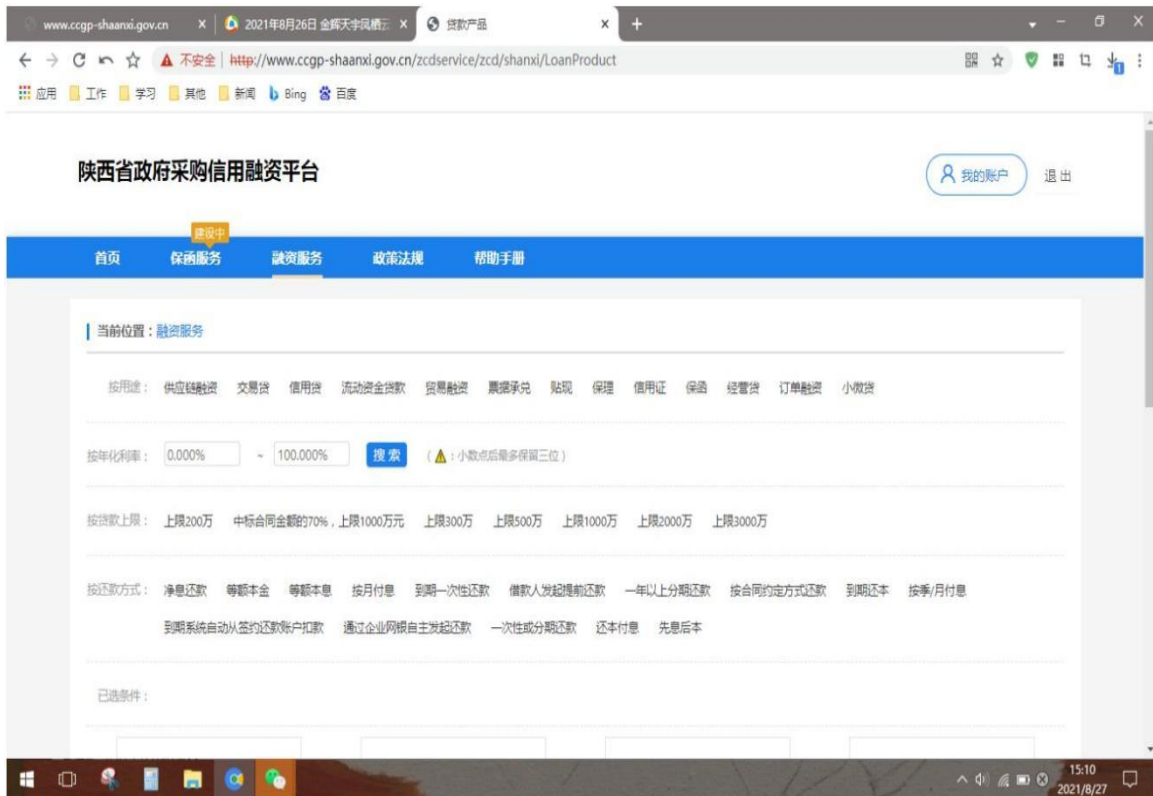 www.ccgp-shaanxi.gov.cn × 2021年8月26日 金辉天宇凤栖云 × 贷款产品 × +
不安全 | http://www.ccgp-shaanxi.gov.cn/zcdservice/zcd/shanxi/LoanProduct
应用 工作 学习 其他 新闻 Bing 百度
陕西省政府采购信用融资平台
我的账户 退出
建设中
首页 保函服务 融资服务 政策法规 帮助手册
当前位置：融资服务
按用途： 供应链融资 交易贷 信用贷 流动资金贷款 贸易融资 票据承兑 贴现 保理 信用证 保函 经营贷 订单融资 小微贷
按年化利率： 0.000% ~ 100.000% 搜索 （ ：小数点后最多保留三位）
按贷款上限： 上限200万 中标合同金额的70%，上限1000万元 上限300万 上限500万 上限1000万 上限2000万 上限3000万
按还款方式： 净息还款 等额本金 等额本息 按月付息 到期一次性还款 借款人发起提前还款 一年以上分期还款 按合同约定方式还款 到期还本 按季/月付息
到期系统自动从签约还款账户扣款 通过企业网银自主发起还款 一次性或分期还款 还本付息 先息后本
已选条件：
15:10
2021/8/27